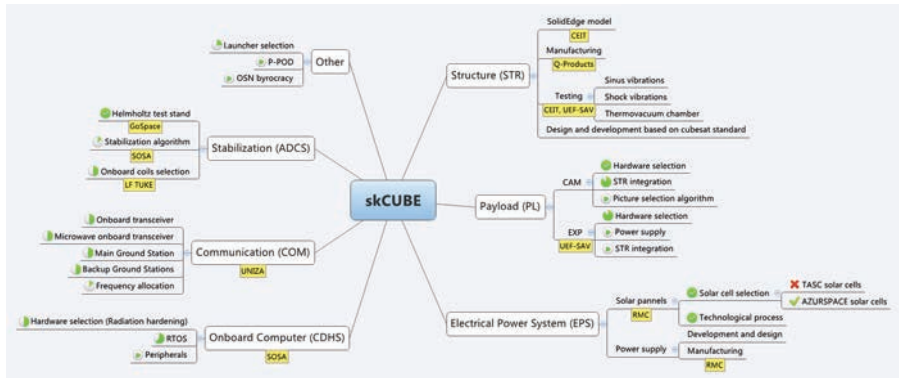 skCUBE
Other
Launcher selection
P-POD
OSN byrocracy
Stabilization (ADCS)
Helmholtz test stand
GoSpace
Stabilization algorithm
SOSA
Onboard coils selection
LF TUKE
Communication (COM)
UNIZA
Onboard transceiver
Microwave onboard transceiver
Main Ground Station
Backup Ground Stations
Frequency allocation
Onboard Computer (CDHS)
SOSA
Hardware selection (Radiation hardening)
RTOS
Peripherals
Structure (STR)
SolidEdge model
CEIT
Manufacturing
Q-Products
Testing
CEIT, UEF-SAV
Sinus vibrations
Shock vibrations
Thermovacuum chamber
Design and development based on cubesat standard
Payload (PL)
CAM
Hardware selection
STR integration
Picture selection algorithm
EXP
UEF-SAV
Hardware selection
Power supply
STR integration
Electrical Power System (EPS)
Solar pannels
RMC
Solar cell selection
TASC solar cells
AZURSPACE solar cells
Technological process
Power supply
Development and design
Manufacturing
RMC